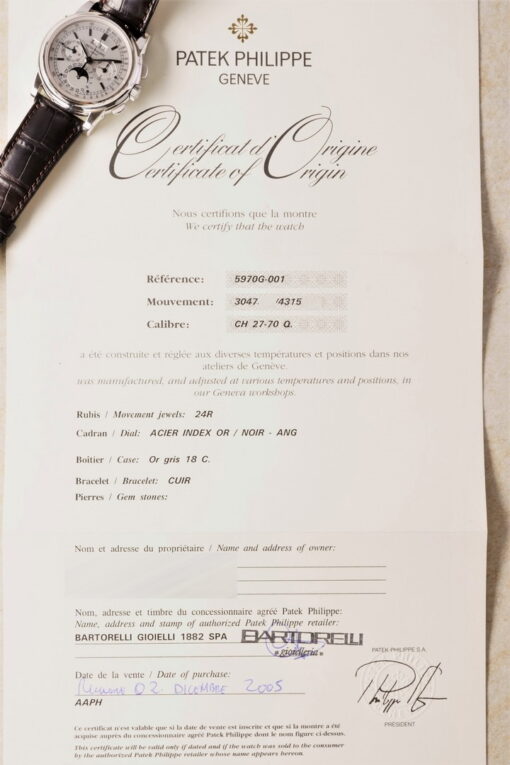 PATEK PHILIPPE
GENEVE
Certificat d'Origine
Certificate of Origin
Nous certifions que la montre
We certify that the watch
Référence: 5970G-001
Mouvement: 3047 /4315
Calibre: CH 27-70 Q.
a été construite et réglée aux diverses températures et positions dans nos
ateliers de Genève.
was manufactured, and adjusted at various temperatures and positions, in
our Geneva workshops.
Rubis / Movement jewels: 24R
Cadran / Dial: ACIER INDEX OR / NOIR - ANG
Boîtier / Case: Or gris 18 C.
Bracelet / Bracelet: CUIR
Pierres / Gem stones:
Nom et adresse du propriétaire / Name and address of owner:
Nom, adresse et timbre du concessionnaire agréé Patek Philippe:
Name, address and stamp of authorized Patek Philippe retailer:
BARTORELLI GIOIELLI 1882 SPA BARTORELLI
gioielleria
PATEK PHILIPPE S.A.
Date de la vente / Date of purchase:
02 DICEMBRE 2005
AAPH
PRÉSIDENT
Ce certificat n'est valable que si la date de vente est inscrite et que si la montre a été
acquise auprès du concessionnaire agréé Patek Philippe dont le nom figure ci-dessus.
This certificate will be valid only if dated and if the watch was sold to the consumer
by the authorized Patek Philippe retailer whose name appears hereon.